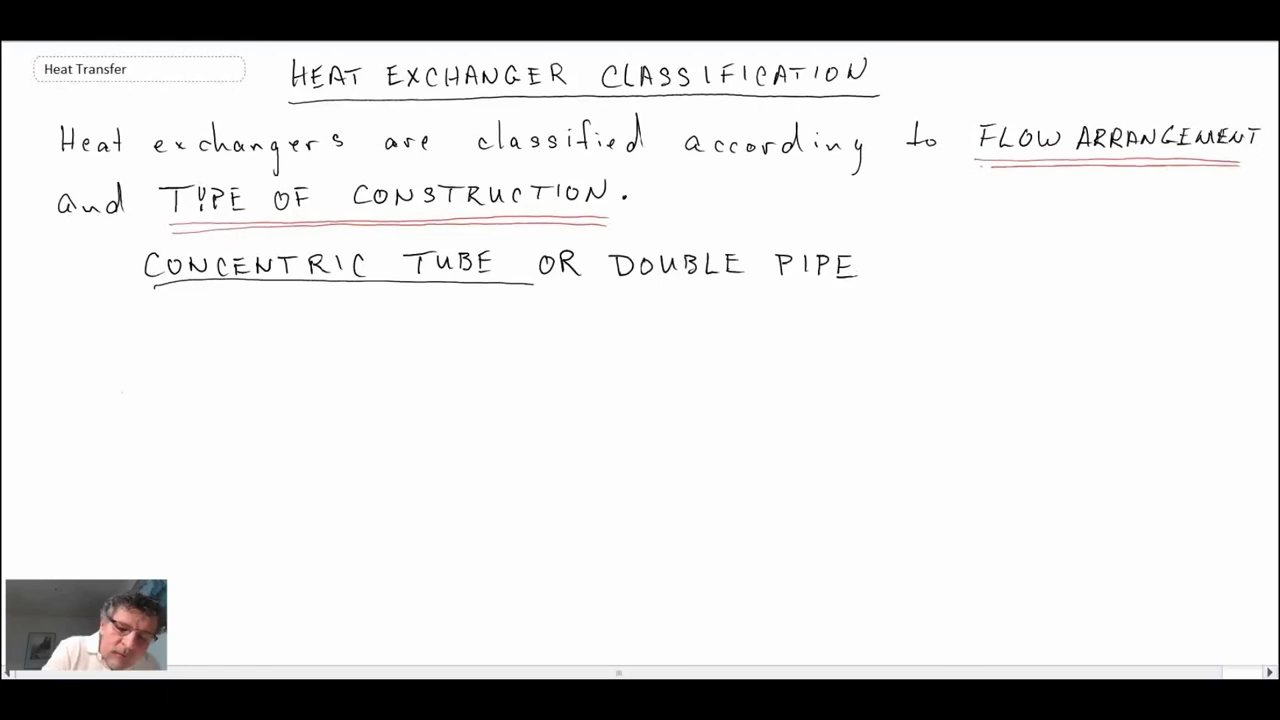 Heat Transfer
HEAT EXCHANGER CLASSIFICATION
Heat exchangers are classified according to FLOW ARRANGEMENT
and TYPE OF CONSTRUCTION.
CONCENTRIC TUBE OR DOUBLE PIPE